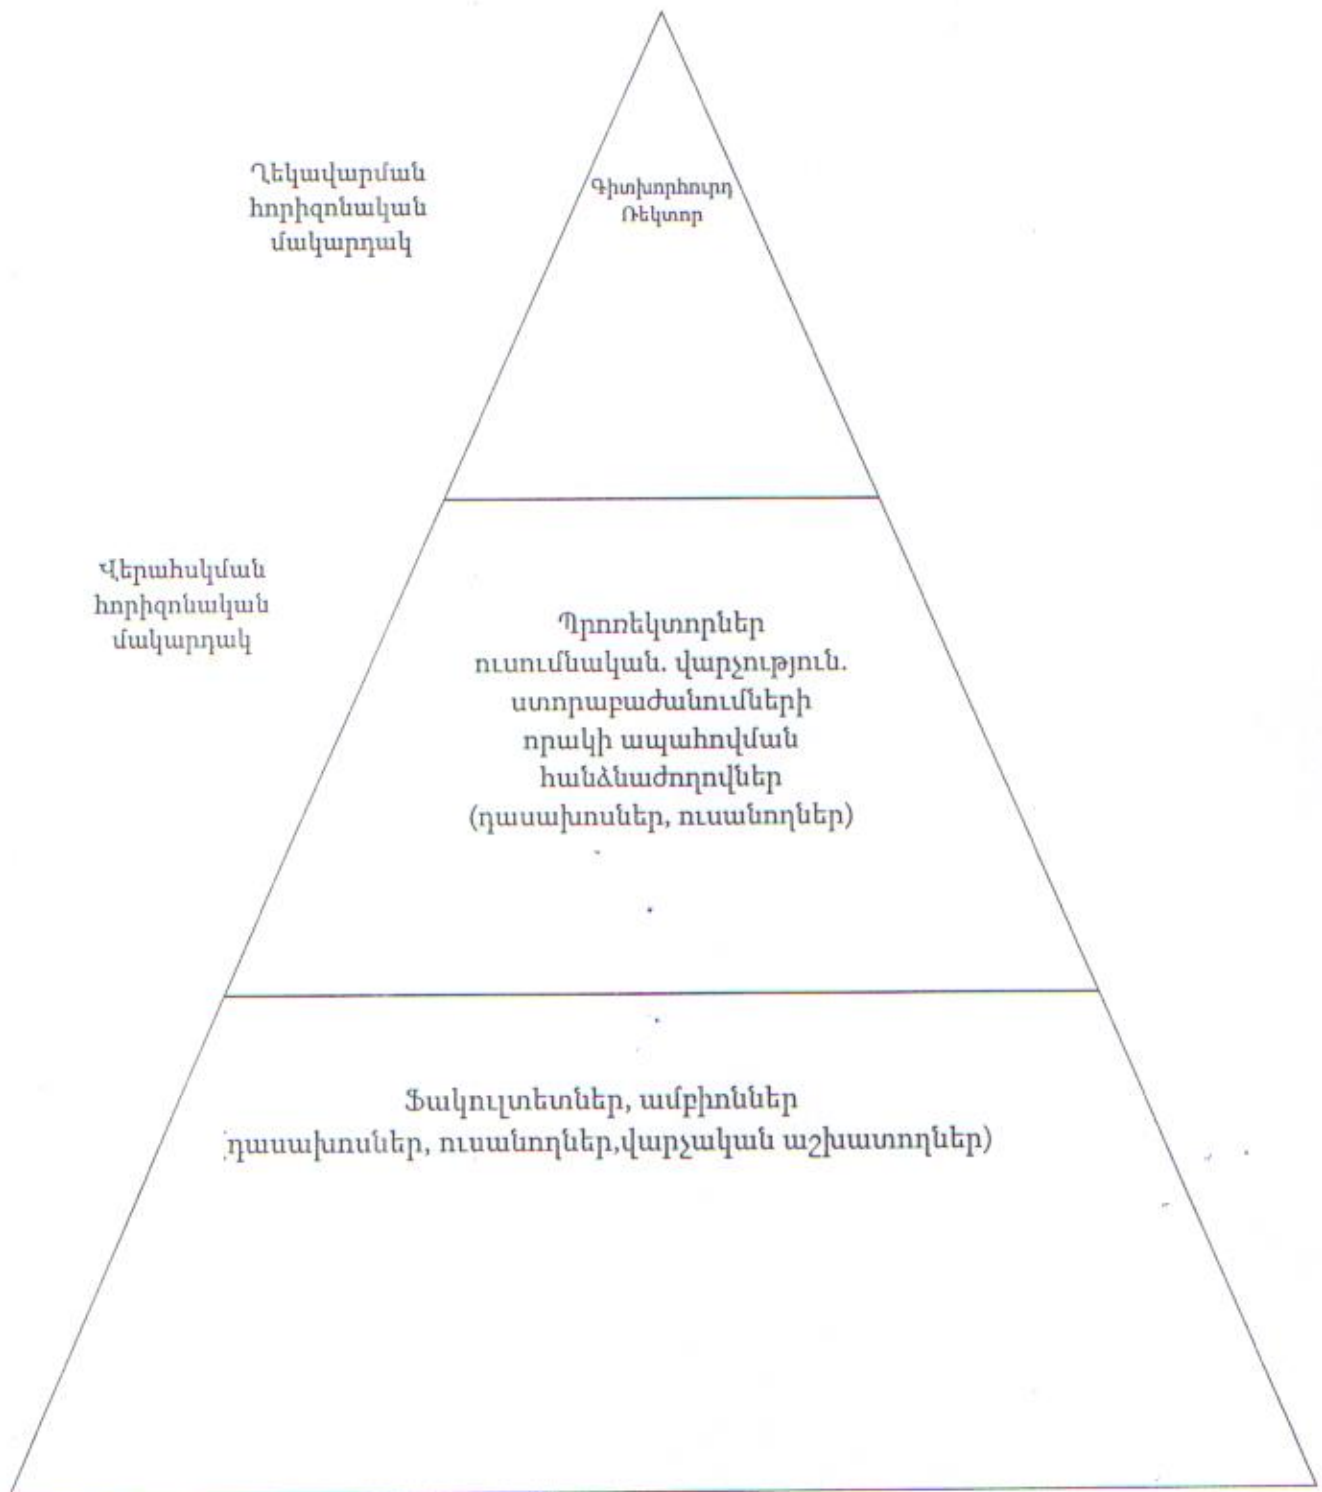 Ղեկավարման
հորիզոնական
մակարդակ
Գիտխորհուրդ
Ռեկտոր
Վերահսկման
հորիզոնական
մակարդակ
Պրոռեկտորներ
ուսումնական. վարչություն.
ստորաբաժանումների
որակի ապահովման
հանձնաժողովներ
(դասախոսներ, ուսանողներ)
Ֆակուլտետներ, ամբիոններ
(դասախոսներ, ուսանողներ,վարչական աշխատողներ)